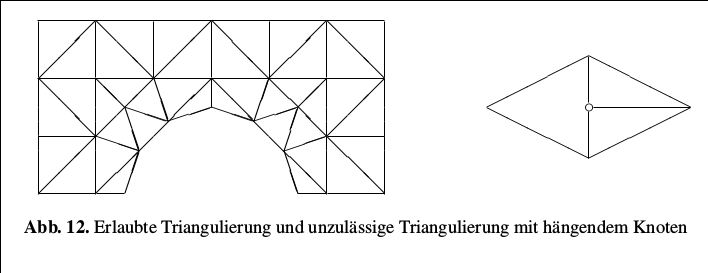 Abb. 12. Erlaubte Triangulierung und unzulässige Triangulierung mit hängendem Knoten